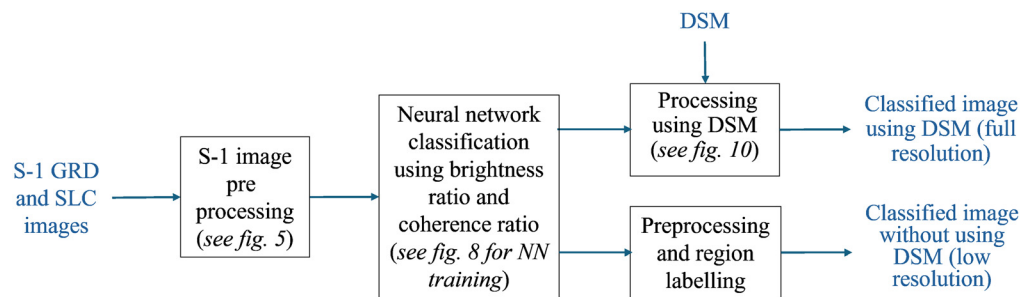 DSM
S-1 GRD
and SLC
images
S-1 image
pre
processing
(see fig. 5)
Neural network
classification
using brightness
ratio and
coherence ratio
(see fig. 8 for NN
training)
Processing
using DSM
(see fig. 10)
Classified image
using DSM (full
resolution)
Preprocessing
and region
labelling
Classified image
without using
DSM (low
resolution)